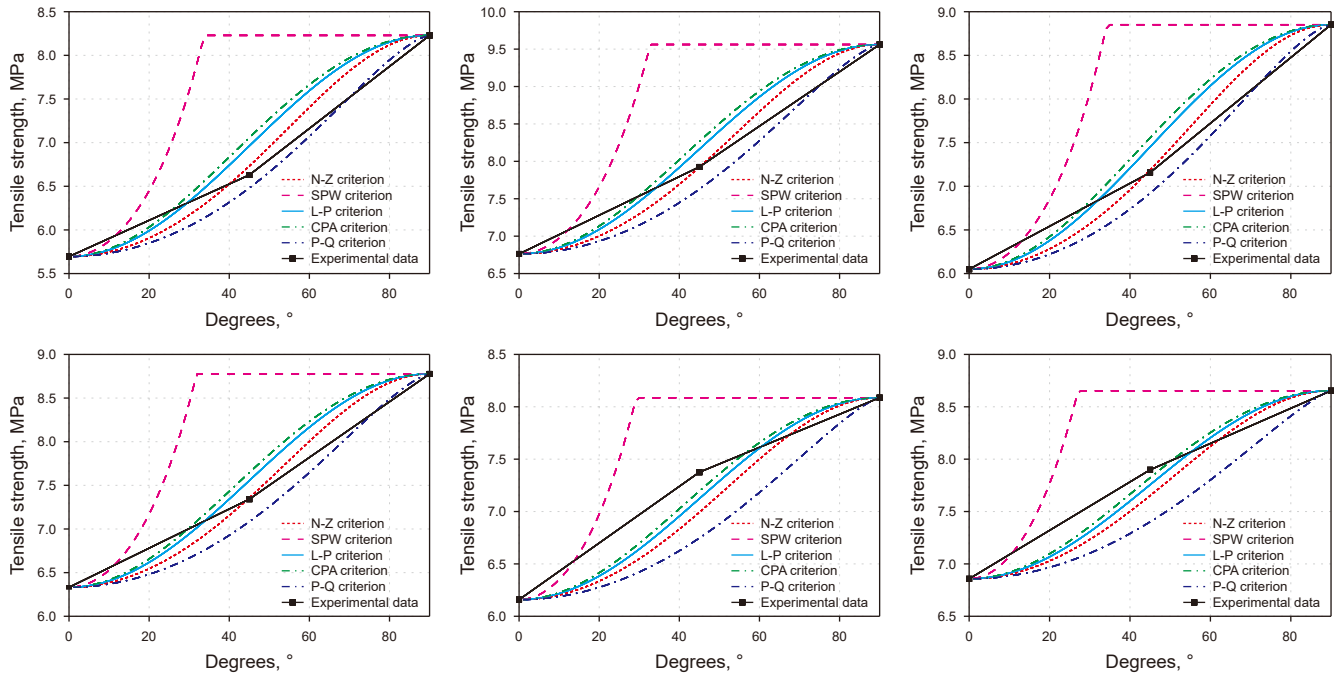 Tensile strength, MPa
8.5
8.0
7.5
7.0
6.5
6.0
5.5
N-Z criterion
SPW criterion
L-P criterion
CPA criterion
P-Q criterion
Experimental data
0 20 40 60 80
Degrees, °
Tensile strength, MPa
10.0
9.5
9.0
8.5
8.0
7.5
7.0
6.5
N-Z criterion
SPW criterion
L-P criterion
CPA criterion
P-Q criterion
Experimental data
0 20 40 60 80
Degrees, °
Tensile strength, MPa
9.0
8.5
8.0
7.5
7.0
6.5
6.0
N-Z criterion
SPW criterion
L-P criterion
CPA criterion
P-Q criterion
Experimental data
0 20 40 60 80
Degrees, °
Tensile strength, MPa
9.0
8.5
8.0
7.5
7.0
6.5
6.0
N-Z criterion
SPW criterion
L-P criterion
CPA criterion
P-Q criterion
Experimental data
0 20 40 60 80
Degrees, °
Tensile strength, MPa
8.5
8.0
7.5
7.0
6.5
6.0
N-Z criterion
SPW criterion
L-P criterion
CPA criterion
P-Q criterion
Experimental data
0 20 40 60 80
Degrees, °
Tensile strength, MPa
9.0
8.5
8.0
7.5
7.0
6.5
N-Z criterion
SPW criterion
L-P criterion
CPA criterion
P-Q criterion
Experimental data
0 20 40 60 80
Degrees, °